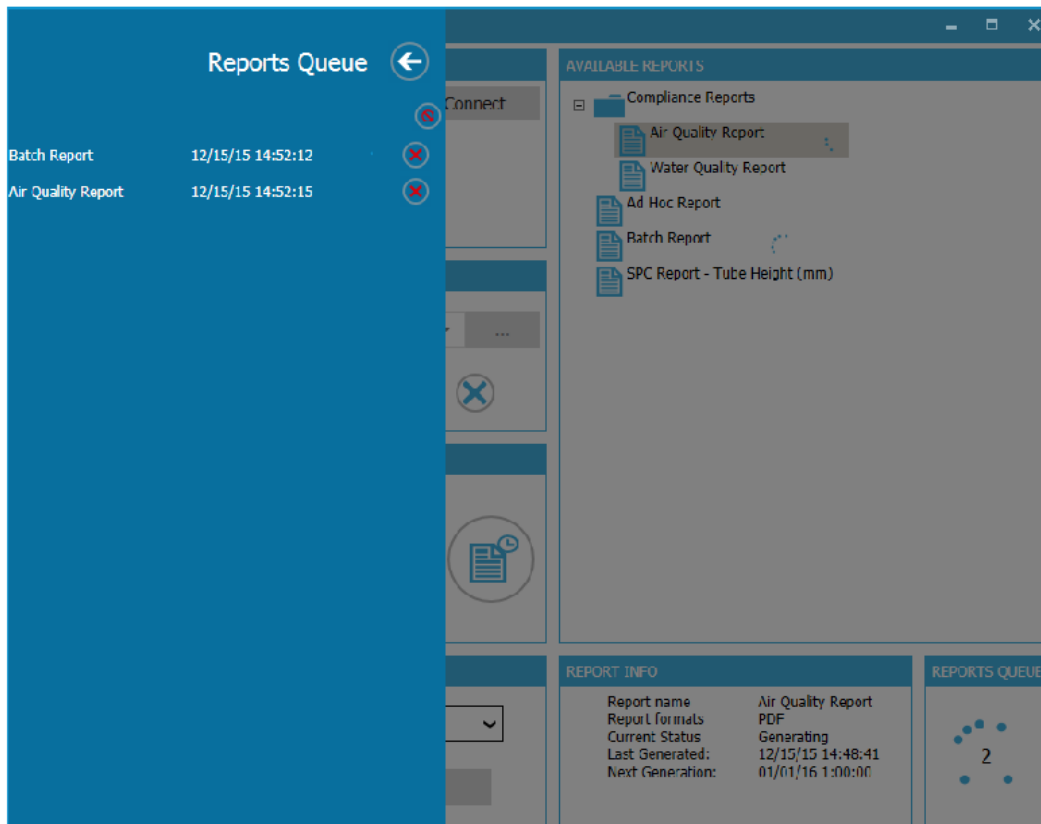 Reports Queue
Batch Report 12/15/15 14:52:12
Air Quality Report 12/15/15 14:52:15
Connect
...
AVAILABLE REPORTS
Compliance Reports
Air Quality Report
Water Quality Report
Ad Hoc Report
Batch Report
SPC Report - Tube Height (mm)
REPORT INFO
Report name Air Quality Report
Report formats PDF
Current Status Generating
Last Generated: 12/15/15 14:48:41
Next Generation: 01/01/16 1:00:00
REPORTS QUEUE
2